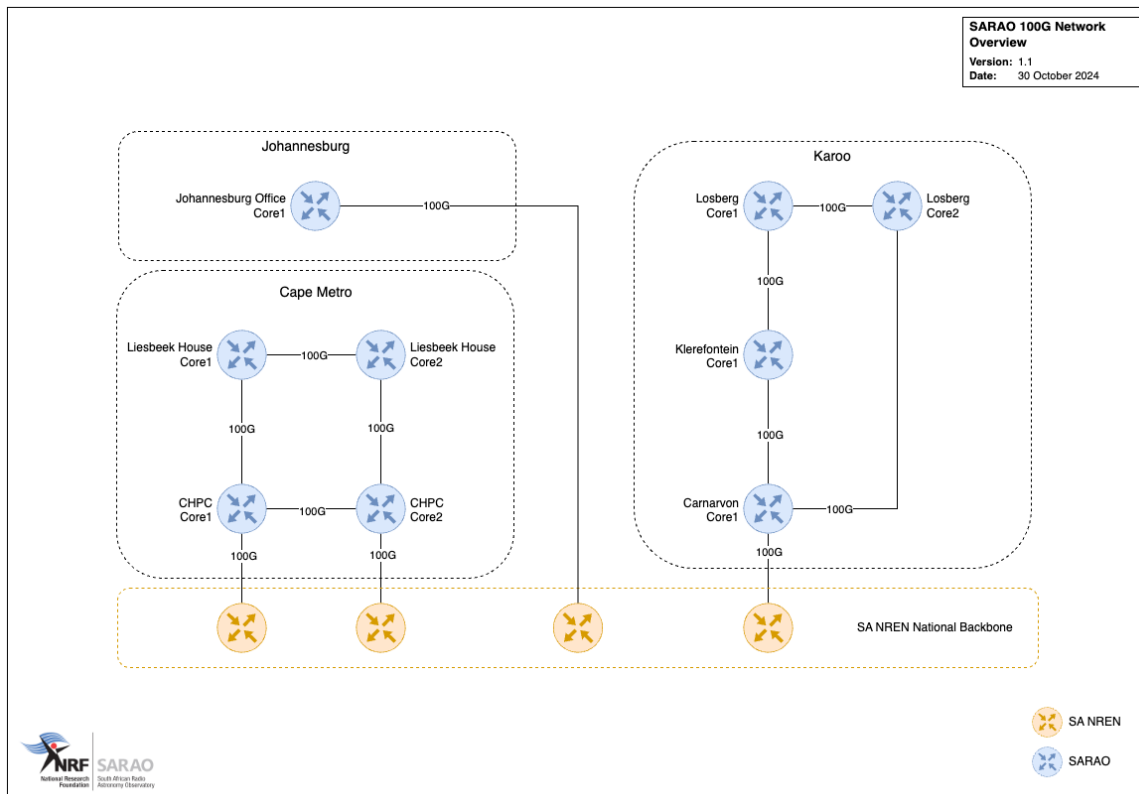 SARAO 100G Network
Overview
Version: 1.1
Date: 30 October 2024
Johannesburg
Johannesburg Office
Core1
100G
Karoo
Losberg
Core1
100G
Losberg
Core2
100G
Cape Metro
Liesbeek House
Core1
100G
Liesbeek House
Core2
Klerefontein
Core1
100G
100G
100G
CHPC
Core1
100G
CHPC
Core2
Carnarvon
Core1
100G
100G
100G
100G
SA NREN National Backbone
SA NREN
SARAO
NRF
National Research
Foundation
SARAO
South African Radio
Astronomy Observatory